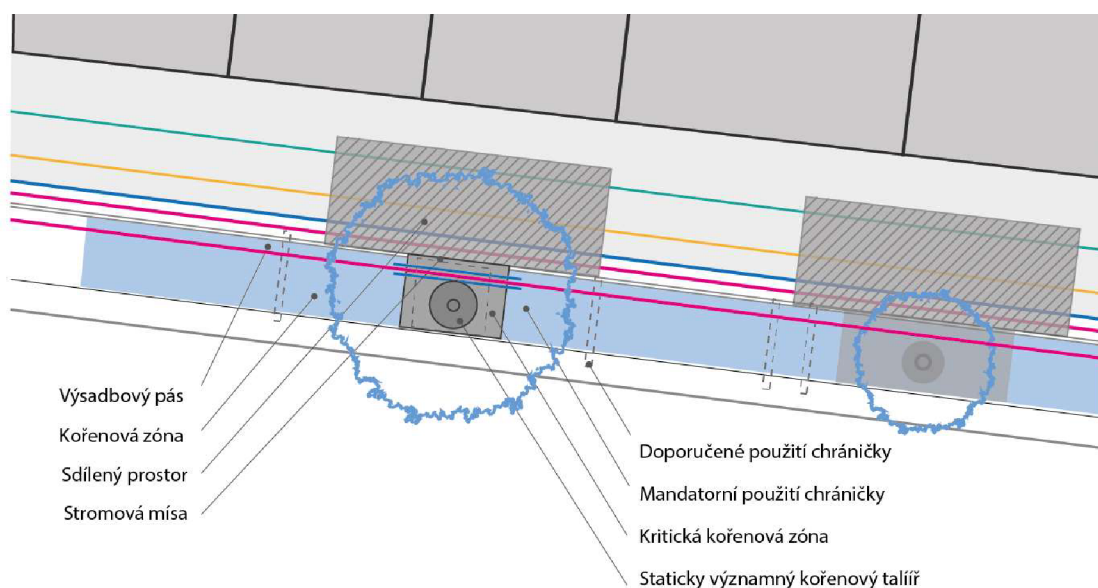 Výsadbový pás
Kořenová zóna
Sdílený prostor
Stromová mísa
Doporučené použití chráničky
Mandatorní použití chráničky
Kritická kořenová zóna
Staticky významný kořenový talííř